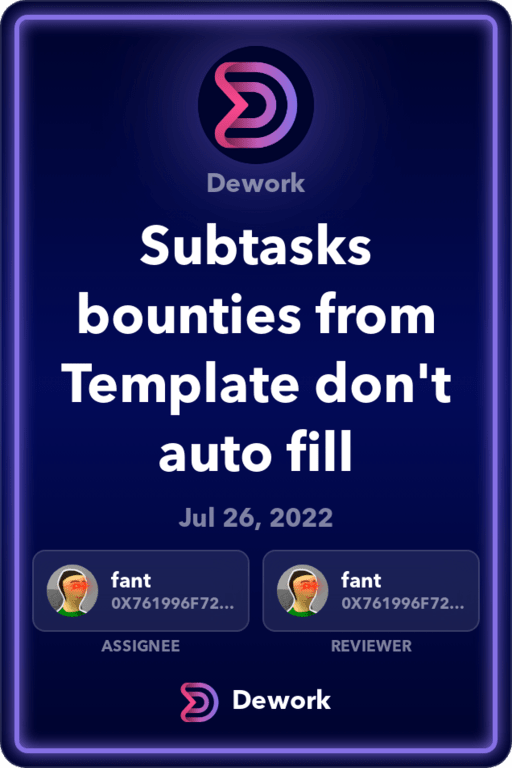 Dework
Subtasks
bounties from
Template don't
auto fill
Jul 26, 2022
fant
0X761996F72...
ASSIGNEE
fant
0X761996F72...
REVIEWER
Dework